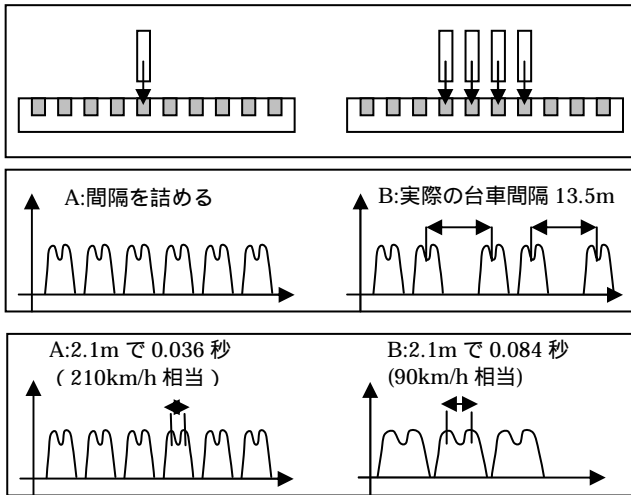 A:間隔を詰める
B:実際の台車間隔 13.5m
A:2.1m で 0.036 秒
( 210km/h 相当 )
B:2.1m で 0.084 秒
(90km/h 相当)